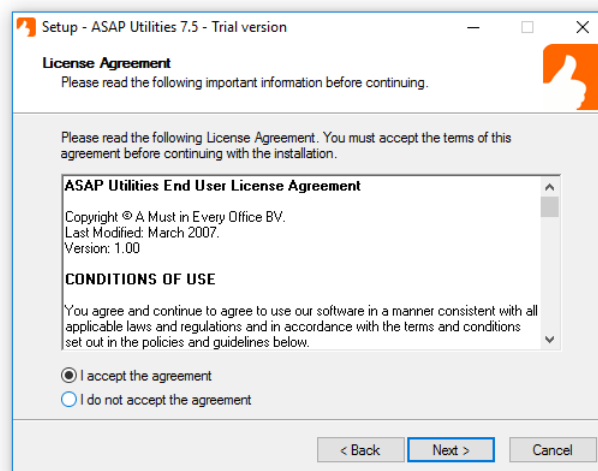 Setup - ASAP Utilities 7.5 - Trial version
License Agreement
Please read the following important information before continuing.
Please read the following License Agreement. You must accept the terms of this
agreement before continuing with the installation.
ASAP Utilities End User License Agreement
Copyright © A Must in Every Office BV.
Last Modified: March 2007.
Version: 1.00
CONDITIONS OF USE
You agree and continue to agree to use our software in a manner consistent with all
applicable laws and regulations and in accordance with the terms and conditions
set out in the policies and guidelines below.
I accept the agreement
I do not accept the agreement
< Back Next > Cancel